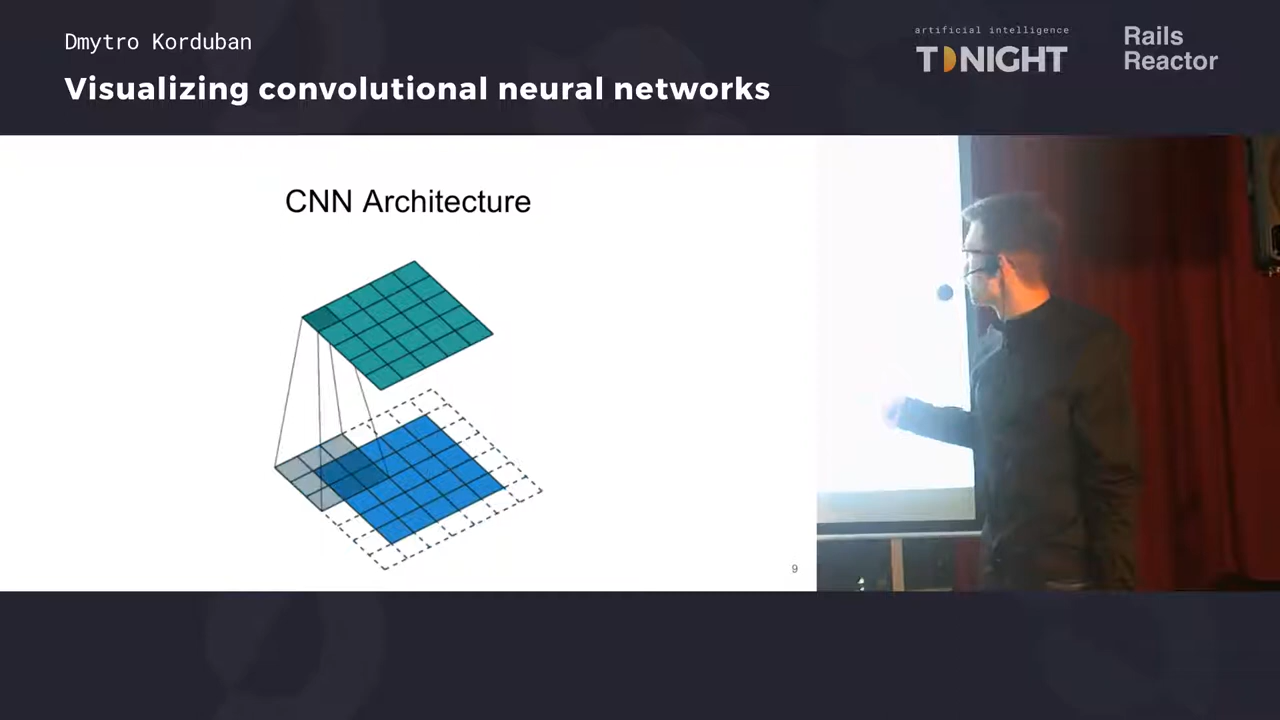 Dmytro Korduban
Visualizing convolutional neural networks
artificial intelligence
TONIGHT
Rails
Reactor
CNN Architecture
9